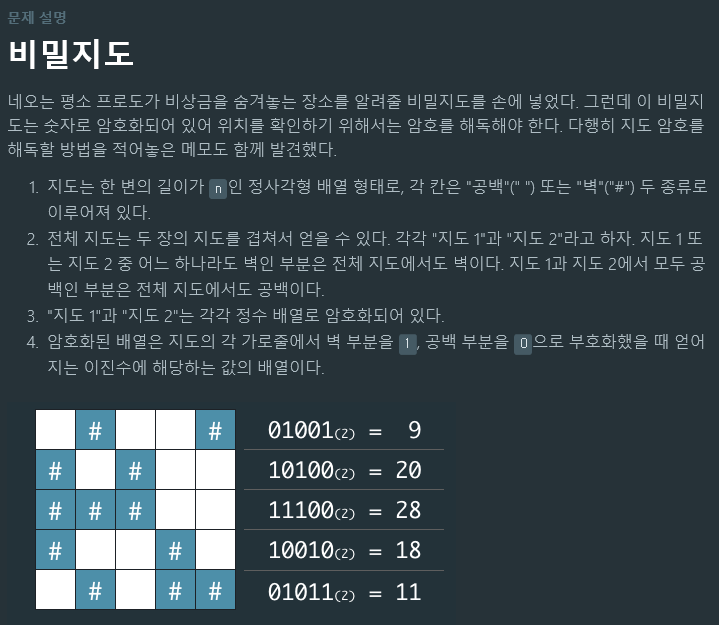 문제 설명
비밀지도
네오는 평소 프로도가 비상금을 숨겨놓는 장소를 알려줄 비밀지도를 손에 넣었다. 그런데 이 비밀지
도는 숫자로 암호화되어 있어 위치를 확인하기 위해서는 암호를 해독해야 한다. 다행히 지도 암호를
해독할 방법을 적어놓은 메모도 함께 발견했다.
1. 지도는 한 변의 길이가 n인 정사각형 배열 형태로, 각 칸은 "공백"(" ") 또는 "벽"("#") 두 종류로
이루어져 있다.
2. 전체 지도는 두 장의 지도를 겹쳐서 얻을 수 있다. 각각 "지도 1"과 "지도 2"라고 하자. 지도 1 또
는 지도 2 중 어느 하나라도 벽인 부분은 전체 지도에서도 벽이다. 지도 1과 지도 2에서 모두 공
백인 부분은 전체 지도에서도 공백이다.
3. "지도 1"과 "지도 2"는 각각 정수 배열로 암호화되어 있다.
4. 암호화된 배열은 지도의 각 가로줄에서 벽 부분을 1, 공백 부분을 0으로 부호화했을 때 얻어
지는 이진수에 해당하는 값의 배열이다.
# # 01001(2) = 9
# # 10100(2) = 20
# # # 11100(2) = 28
# # 10010(2) = 18
# # # 01011(2) = 11